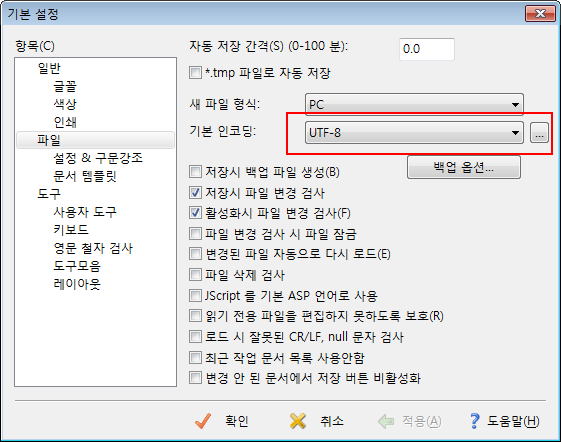 기본 설정
항목(C)
일반
글꼴
색상
인쇄
파일
설정 & 구문강조
문서 템플릿
도구
사용자 도구
키보드
영문 철자 검사
도구모음
레이아웃
자동 저장 간격(S) (0-100 분): 0.0
*.tmp 파일로 자동 저장
새 파일 형식: PC
기본 인코딩: UTF-8 ...
저장시 백업 파일 생성(B) 백업 옵션...
저장시 파일 변경 검사
활성화시 파일 변경 검사(F)
파일 변경 검사 시 파일 잠금
변경된 파일 자동으로 다시 로드(E)
파일 삭제 검사
JScript 를 기본 ASP 언어로 사용
읽기 전용 파일을 편집하지 못하도록 보호(R)
로드 시 잘못된 CR/LF, null 문자 검사
최근 작업 문서 목록 사용안함
변경 안 된 문서에서 저장 버튼 비활성화
확인 취소 적용(A) 도움말(H)